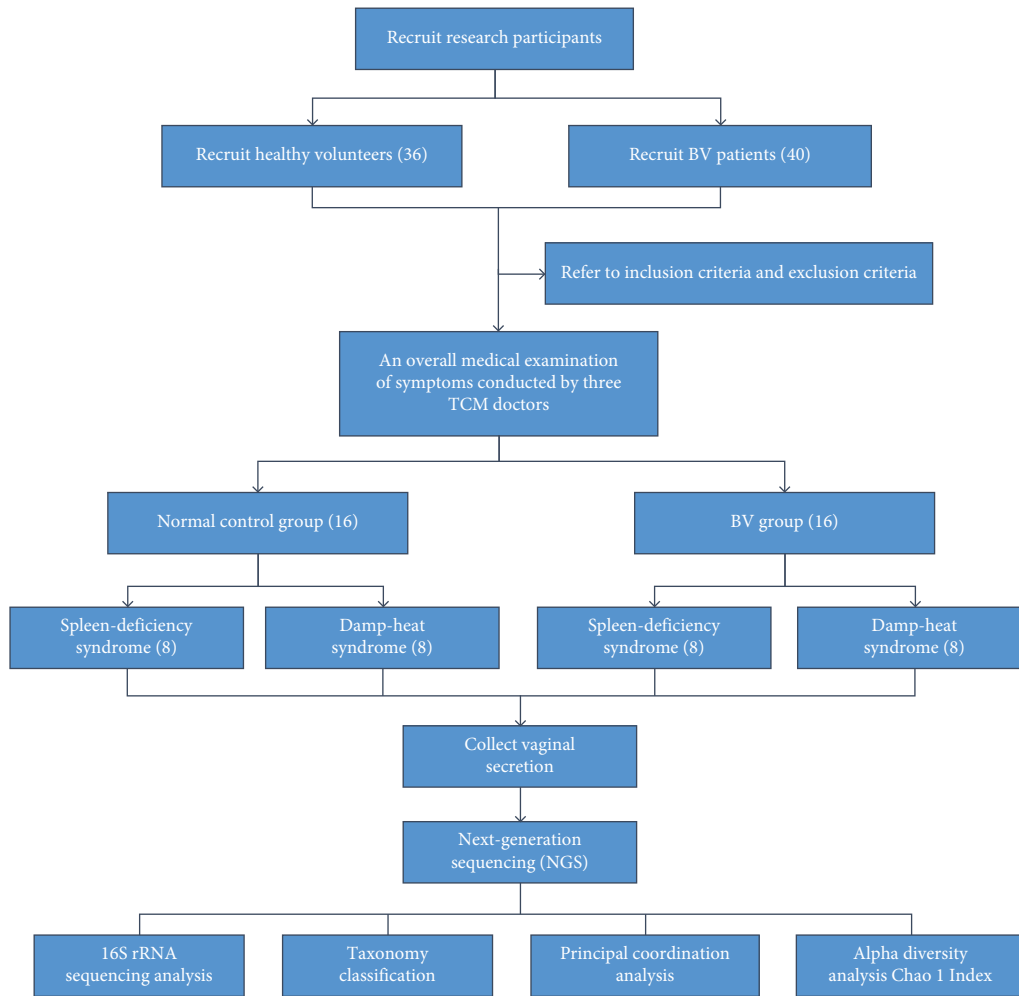 Recruit research participants
Recruit healthy volunteers (36)
Recruit BV patients (40)
Refer to inclusion criteria and exclusion criteria
An overall medical examination
of symptoms conducted by three
TCM doctors
Normal control group (16)
BV group (16)
Spleen-deficiency
syndrome (8)
Damp-heat
syndrome (8)
Spleen-deficiency
syndrome (8)
Damp-heat
syndrome (8)
Collect vaginal
secretion
Next-generation
sequencing (NGS)
16S rRNA
sequencing analysis
Taxonomy
classification
Principal coordination
analysis
Alpha diversity
analysis Chao 1 Index